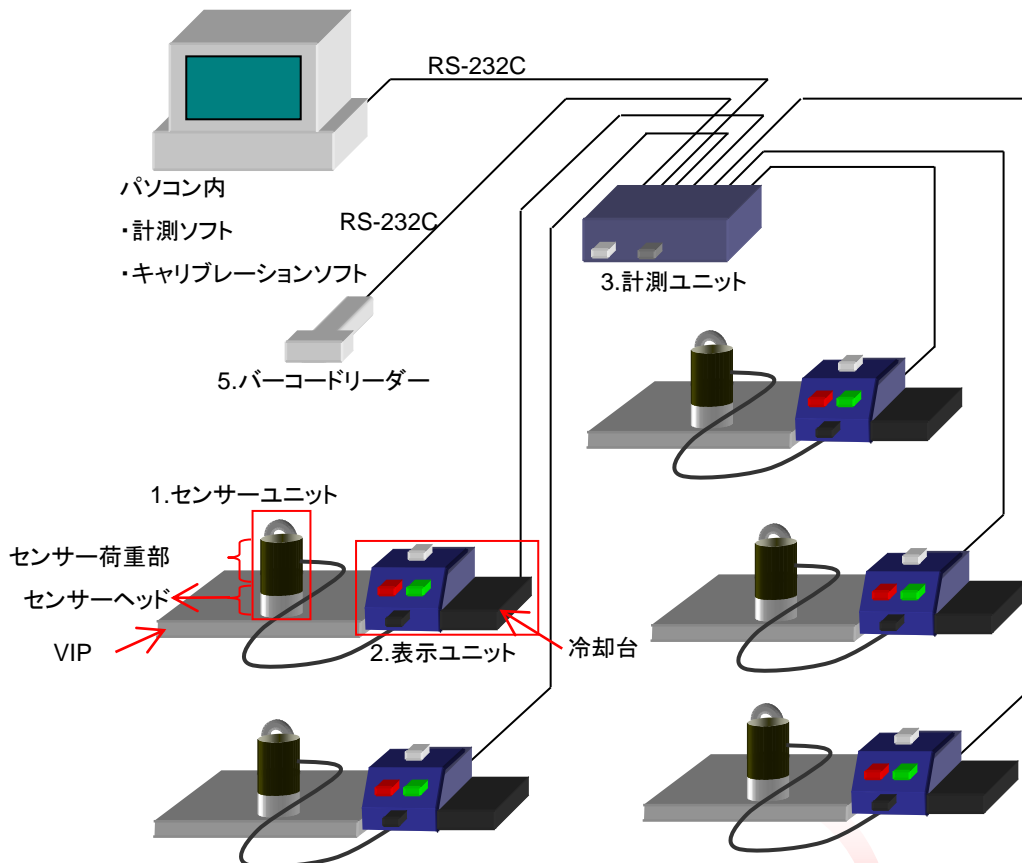 RS-232C
パソコン内
・計測ソフト
・キャリブレーションソフト
RS-232C
3.計測ユニット
5.バーコードリーダー
1.センサーユニット
センサー荷重部
センサーヘッド
VIP
2.表示ユニット
冷却台